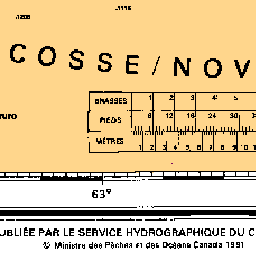 1116
1206
COSSE/NOV
BRASSES 1 2 3 4 5
PIEDS 6 12 18 24 30
MÈTRES 1 2 3 4 5 6 7 8 9 10
63°
UBLIÉE PAR LE SERVICE HYDROGRAPHIQUE DU C
© Ministre des Pêches et des Océans Canada 1991